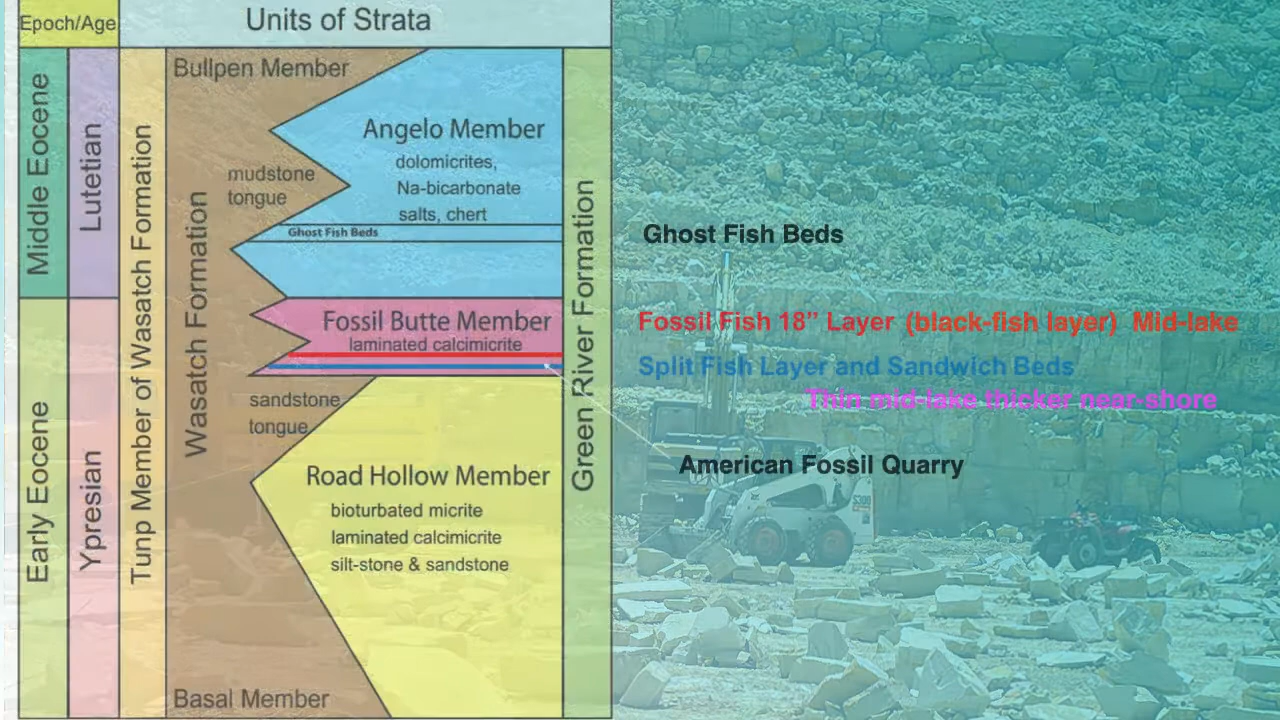 Epoch/Age
Units of Strata
Middle Eocene
Lutetian
Early Eocene
Ypresian
Tunp Member of Wasatch Formation
Wasatch Formation
Bullpen Member
Angelo Member
dolomicrites,
Na-bicarbonate
salts, chert
mudstone
tongue
Ghost Fish Beds
Fossil Butte Member
laminated calcimicrite
sandstone
tongue
Road Hollow Member
bioturbated micrite
laminated calcimicrite
silt-stone & sandstone
Basal Member
Green River Formation
Ghost Fish Beds
Fossil Fish 18” Layer (black-fish layer) Mid-lake
Split Fish Layer and Sandwich Beds
Thin mid-lake thicker near-shore
American Fossil Quarry